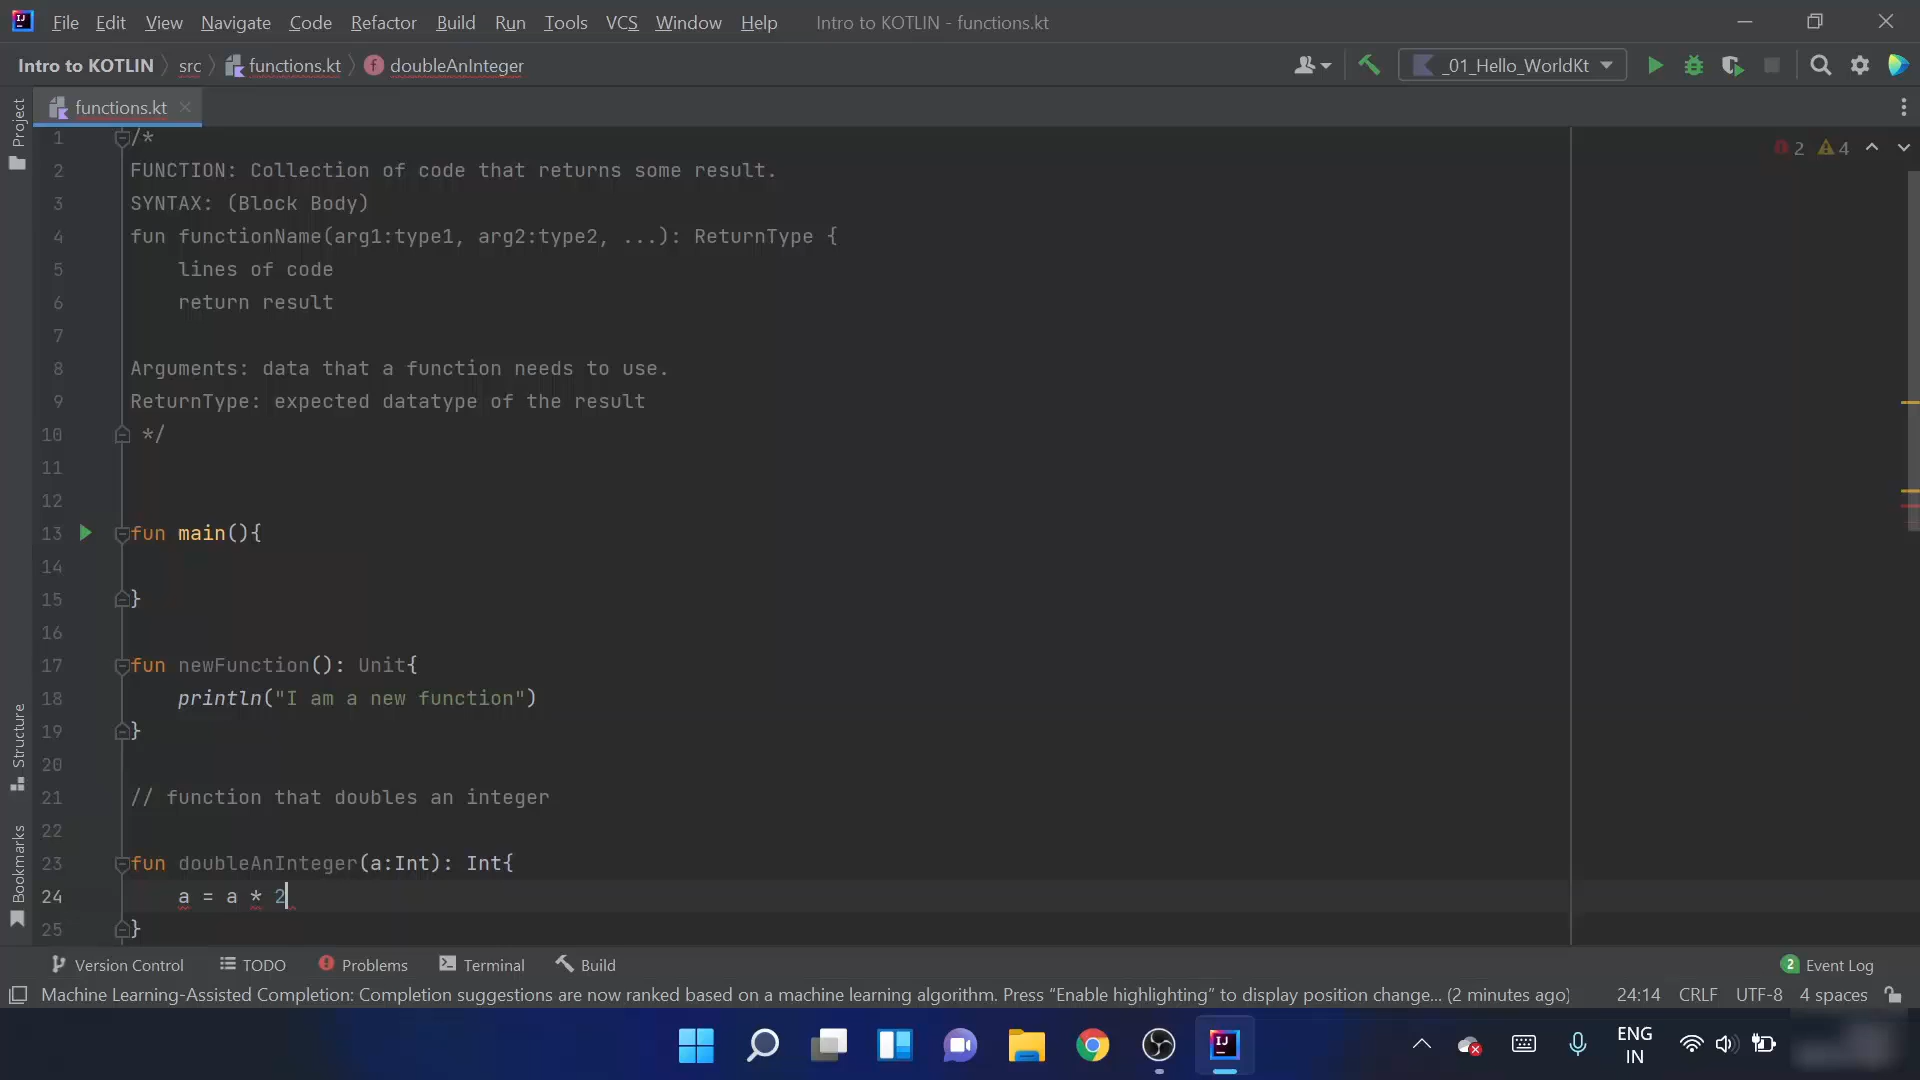 File Edit View Navigate Code Refactor Build Run Tools VCS Window Help Intro to KOTLIN - functions.kt
Intro to KOTLIN src functions.kt doubleAnInteger _01_Hello_WorldKt
Project functions.kt
1 /*
2 FUNCTION: Collection of code that returns some result. 2 4
3 SYNTAX: (Block Body)
4 fun functionName(arg1:type1, arg2:type2, ...): ReturnType {
5 lines of code
6 return result
7
8 Arguments: data that a function needs to use.
9 ReturnType: expected datatype of the result
10 */
11
12
13 fun main(){
14
15 }
16
17 fun newFunction(): Unit{
18 println("I am a new function")
19 }
20
21 // function that doubles an integer
22
23 fun doubleAnInteger(a:Int): Int{
24 a = a * 2
25 }
Structure
Bookmarks
Version Control TODO Problems Terminal Build 2 Event Log
Machine Learning-Assisted Completion: Completion suggestions are now ranked based on a machine learning algorithm. Press “Enable highlighting” to display position change... (2 minutes ago) 24:14 CRLF UTF-8 4 spaces
ENG
IN